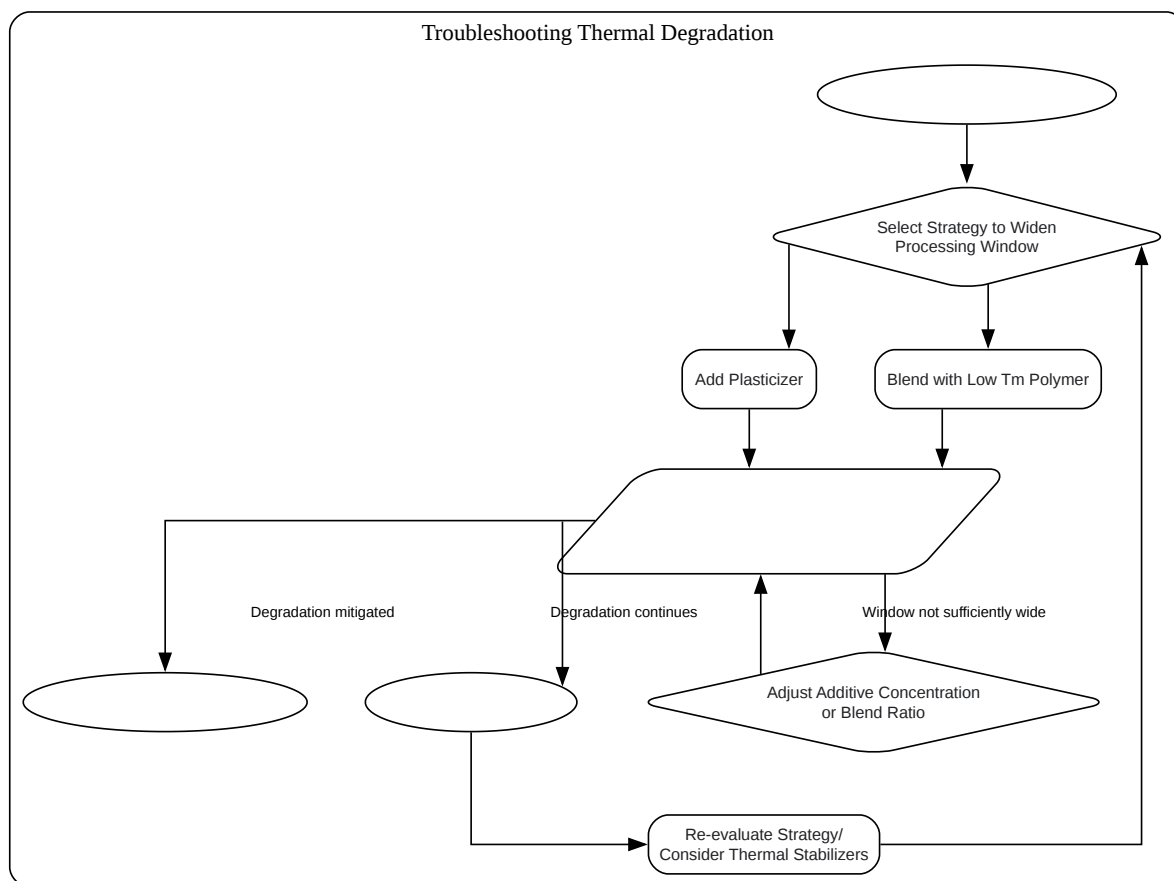 Troubleshooting Thermal Degradation
Select Strategy to Widen
Processing Window
Add Plasticizer
Blend with Low Tm Polymer
Degradation mitigated
Degradation continues
Window not sufficiently wide
Adjust Additive Concentration
or Blend Ratio
Re-evaluate Strategy/
Consider Thermal Stabilizers